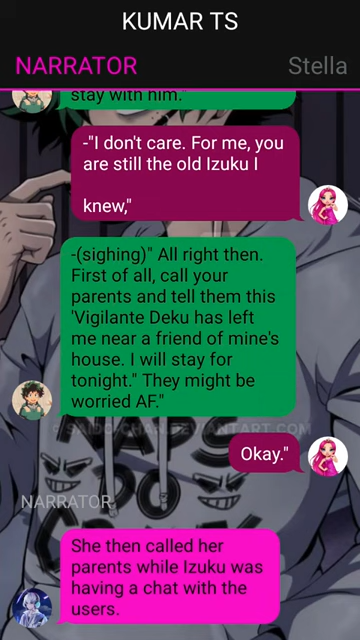 KUMAR TS
NARRATOR
Stella
stay with him."
-"I don't care. For me, you
are still the old Izuku I
knew,"
-(sighing)" All right then.
First of all, call your
parents and tell them this
'Vigilante Deku has left
me near a friend of mine's
house. I will stay for
tonight." They might be
worried AF."
Okay."
NARRATOR
She then called her
parents while Izuku was
having a chat with the
users.